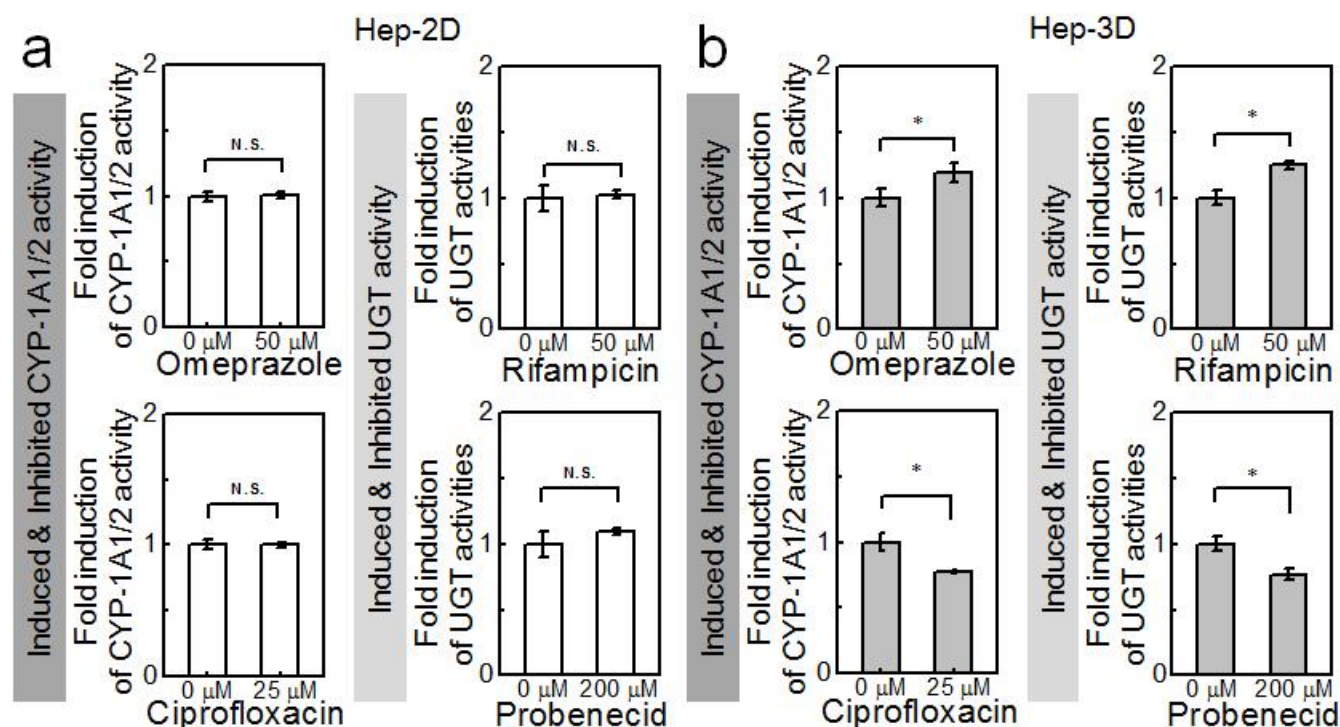 a
Hep-2D
Induced & Inhibited CYP-1A1/2 activity
Fold induction
of CYP-1A1/2 activity
2
1
0
N.S.
0 μM 50 μM
Omeprazole
Induced & Inhibited UGT activity
Fold induction
of UGT activities
2
1
0
N.S.
0 μM 50 μM
Rifampicin
Fold induction
of CYP-1A1/2 activity
2
1
0
N.S.
0 μM 25 μM
Ciprofloxacin
Fold induction
of UGT activities
2
1
0
N.S.
0 μM 200 μM
Probenecid
b
Hep-3D
Induced & Inhibited CYP-1A1/2 activity
Fold induction
of CYP-1A1/2 activity
2
1
0
*
0 μM 50 μM
Omeprazole
Induced & Inhibited UGT activity
Fold induction
of UGT activities
2
1
0
*
0 μM 50 μM
Rifampicin
Fold induction
of CYP-1A1/2 activity
2
1
0
*
0 μM 25 μM
Ciprofloxacin
Fold induction
of UGT activities
2
1
0
*
0 μM 200 μM
Probenecid